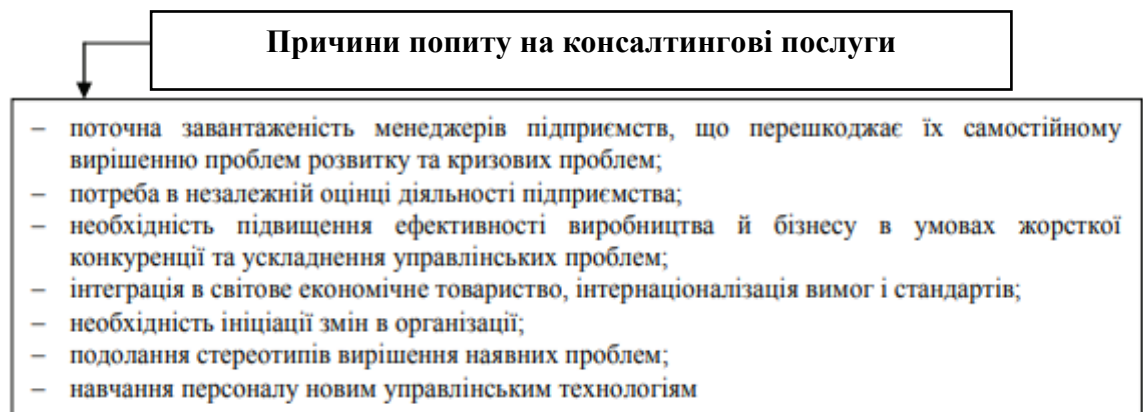 Причини попиту на консалтингові послуги
– поточна завантаженість менеджерів підприємств, що перешкоджає їх самостійному
вирішенню проблем розвитку та кризових проблем;
– потреба в незалежній оцінці діяльності підприємства;
– необхідність підвищення ефективності виробництва й бізнесу в умовах жорсткої
конкуренції та ускладнення управлінських проблем;
– інтеграція в світове економічне товариство, інтернаціоналізація вимог і стандартів;
– необхідність ініціації змін в організації;
– подолання стереотипів вирішення наявних проблем;
– навчання персоналу новим управлінським технологіям